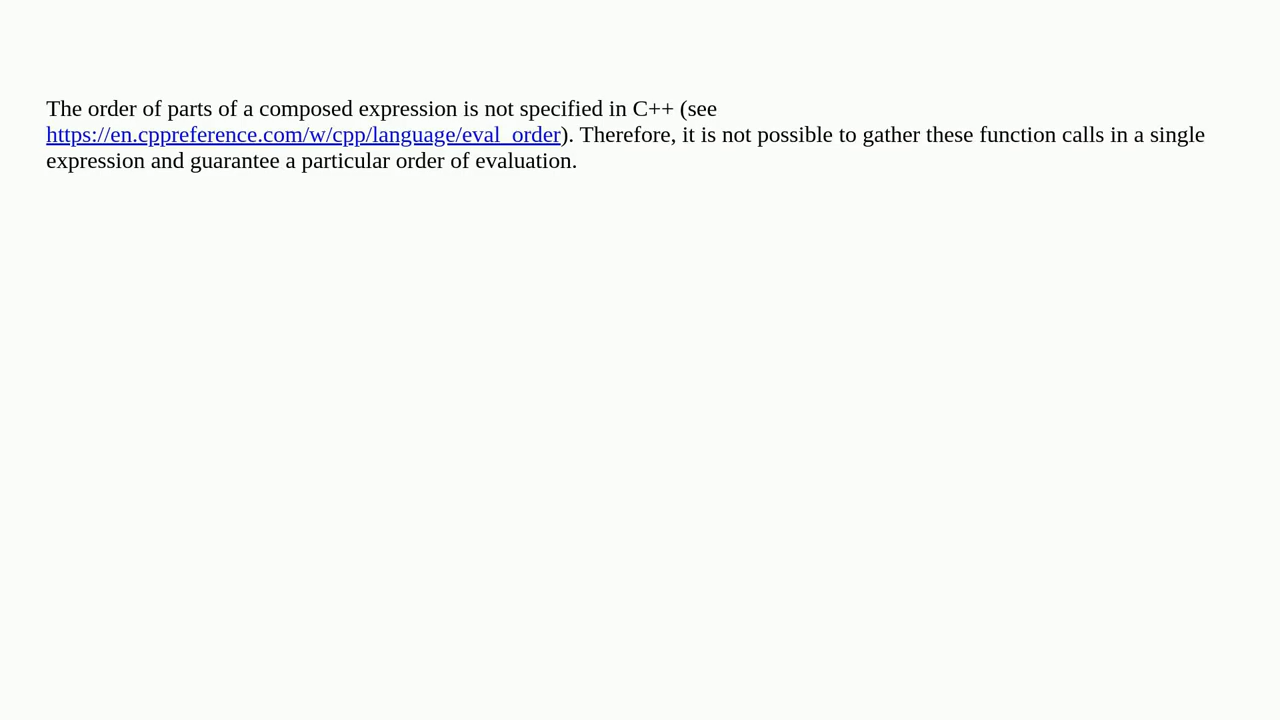 The order of parts of a composed expression is not specified in C++ (see
https://en.cppreference.com/w/cpp/language/eval_order). Therefore, it is not possible to gather these function calls in a single
expression and guarantee a particular order of evaluation.